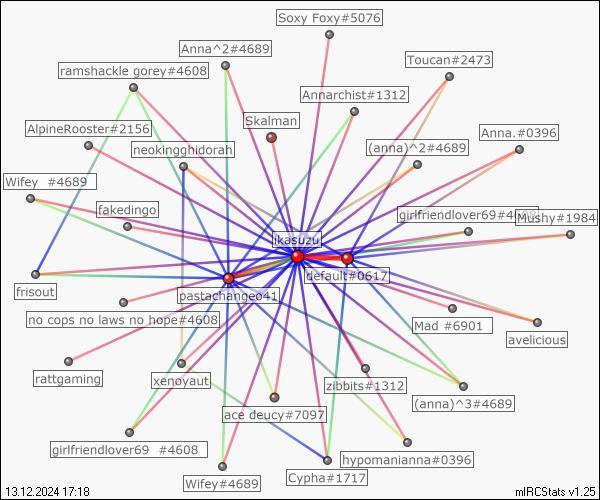 Soxy Foxy#5076
Anna^2#4689
Toucan#2473
ramshackle gorey#4608
Annarchist#1312
Skalman
AlpineRooster#2156
Anna.#0396
neokingghidorah
(anna)^2#4689
Wifey #4689
fakedingo
girlfriendlover69#4
Mushy#1984
ikasuzu
default#0617
frisout
pastachangeo41
no cops no laws no hope#4608
Mad #6901
avelicious
rattgaming
xenoyaut
zibbits#1312
ace deucy#7097
(anna)^3#4689
girlfriendlover69 #4608
hypomanianna#0396
Wifey#4689
Cypha#1717
13.12.2024 17:18
mIRCStats v1.25